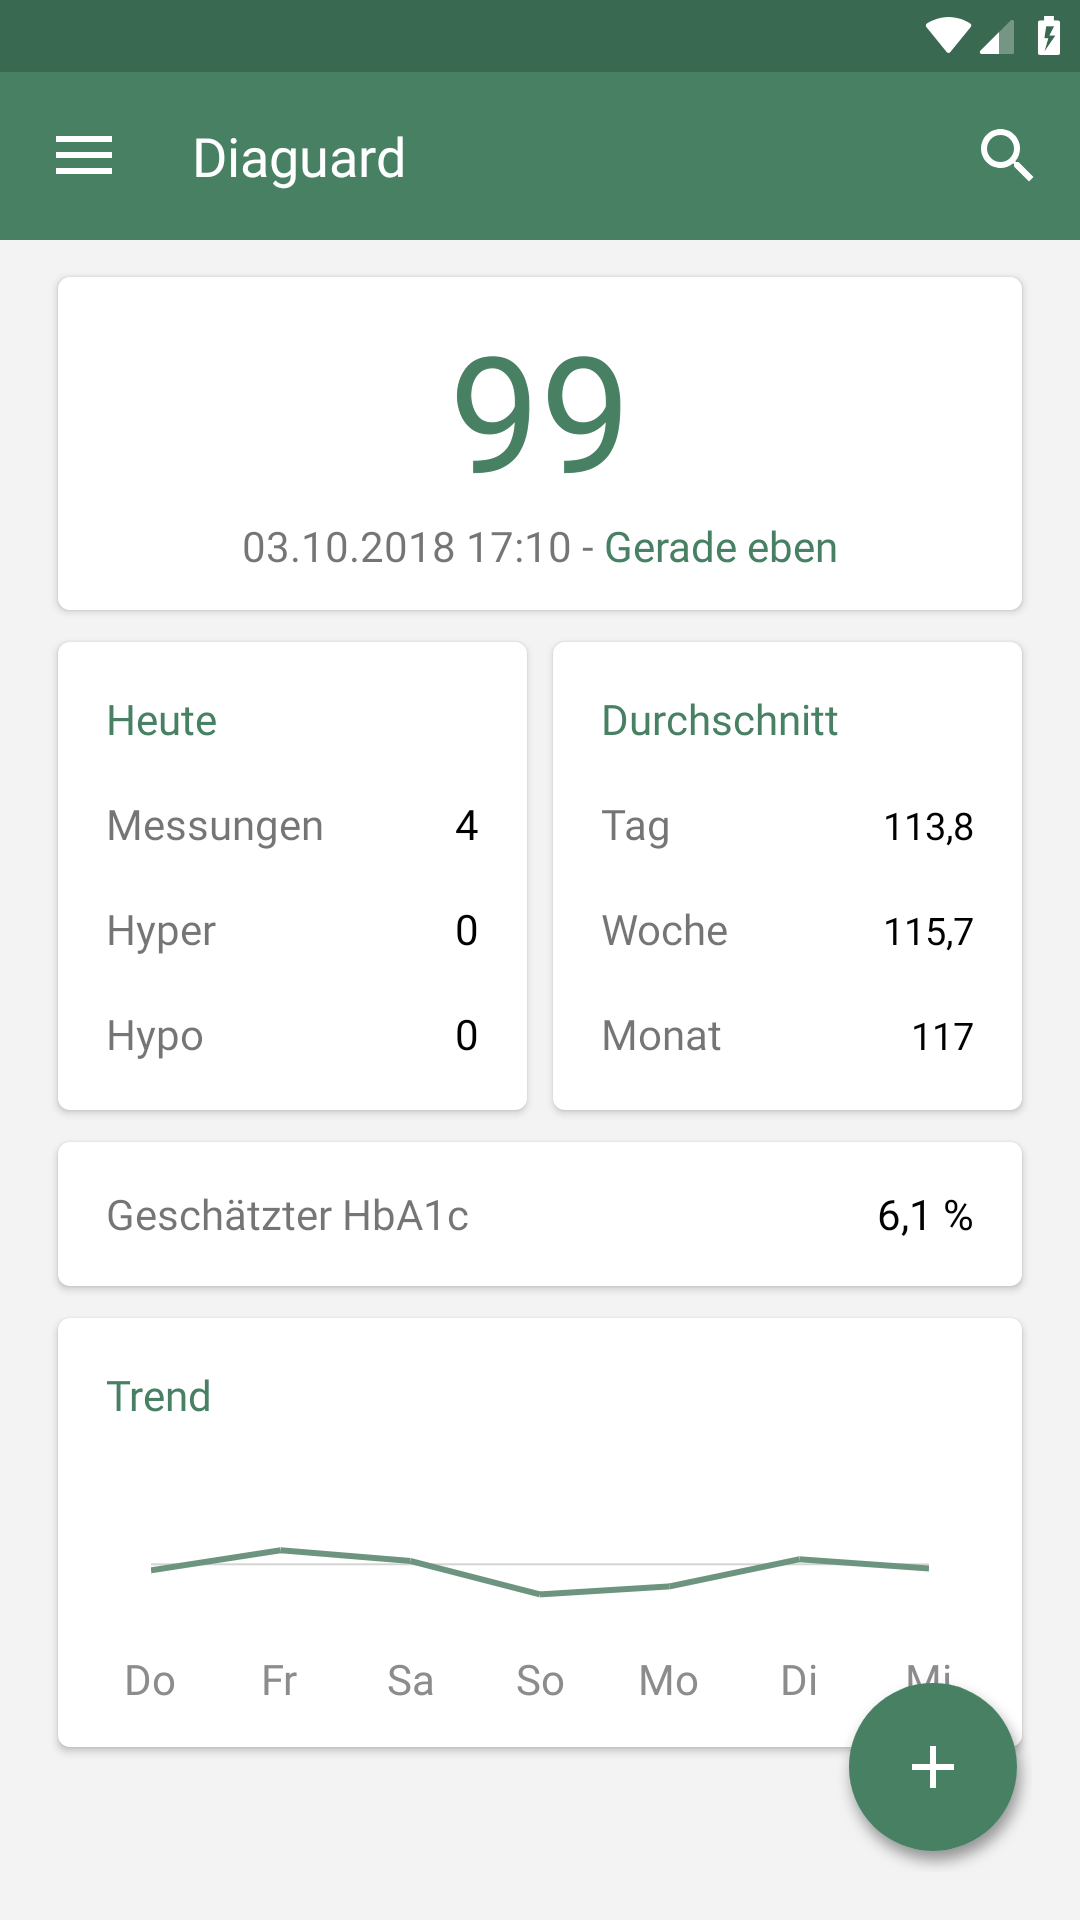 Diaguard
99
03.10.2018 17:10 - Gerade eben
Heute
Messungen 4
Hyper 0
Hypo 0
Durchschnitt
Tag 113,8
Woche 115,7
Monat 117
Geschätzter HbA1c 6,1 %
Trend
Do Fr Sa So Mo Di Mi